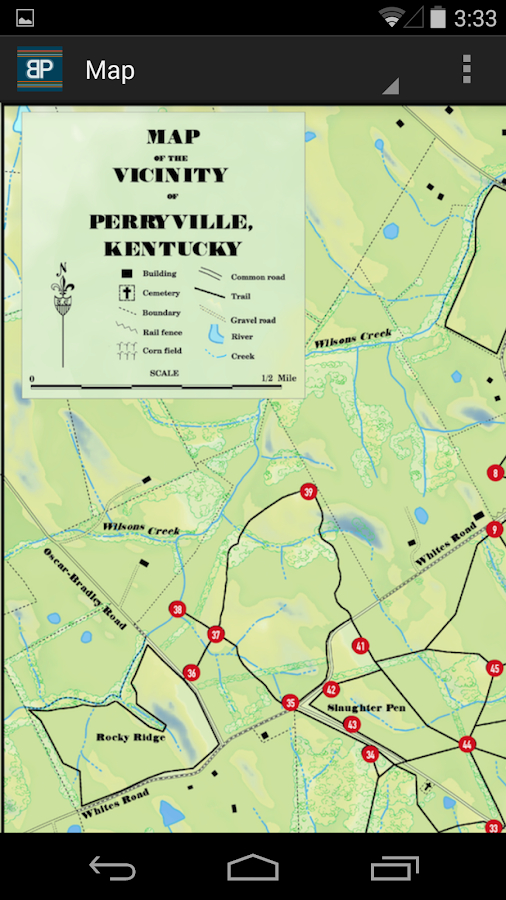 3:33
BP
Map
MAP
OF THE
VICINITY
OF
PERRYVILLE,
KENTUCKY
N
Building
Cemetery
Boundary
Rail fence
Corn field
Common road
Trail
Gravel road
River
Creek
SCALE
0
1/2 Mile
Wilsons Creek
8
39
9
Whites Road
Wilsons Creek
Oscar-Bradley Road
38
37
41
36
45
42
35
Slaughter Pen
43
Rocky Ridge
44
34
Whites Road
33